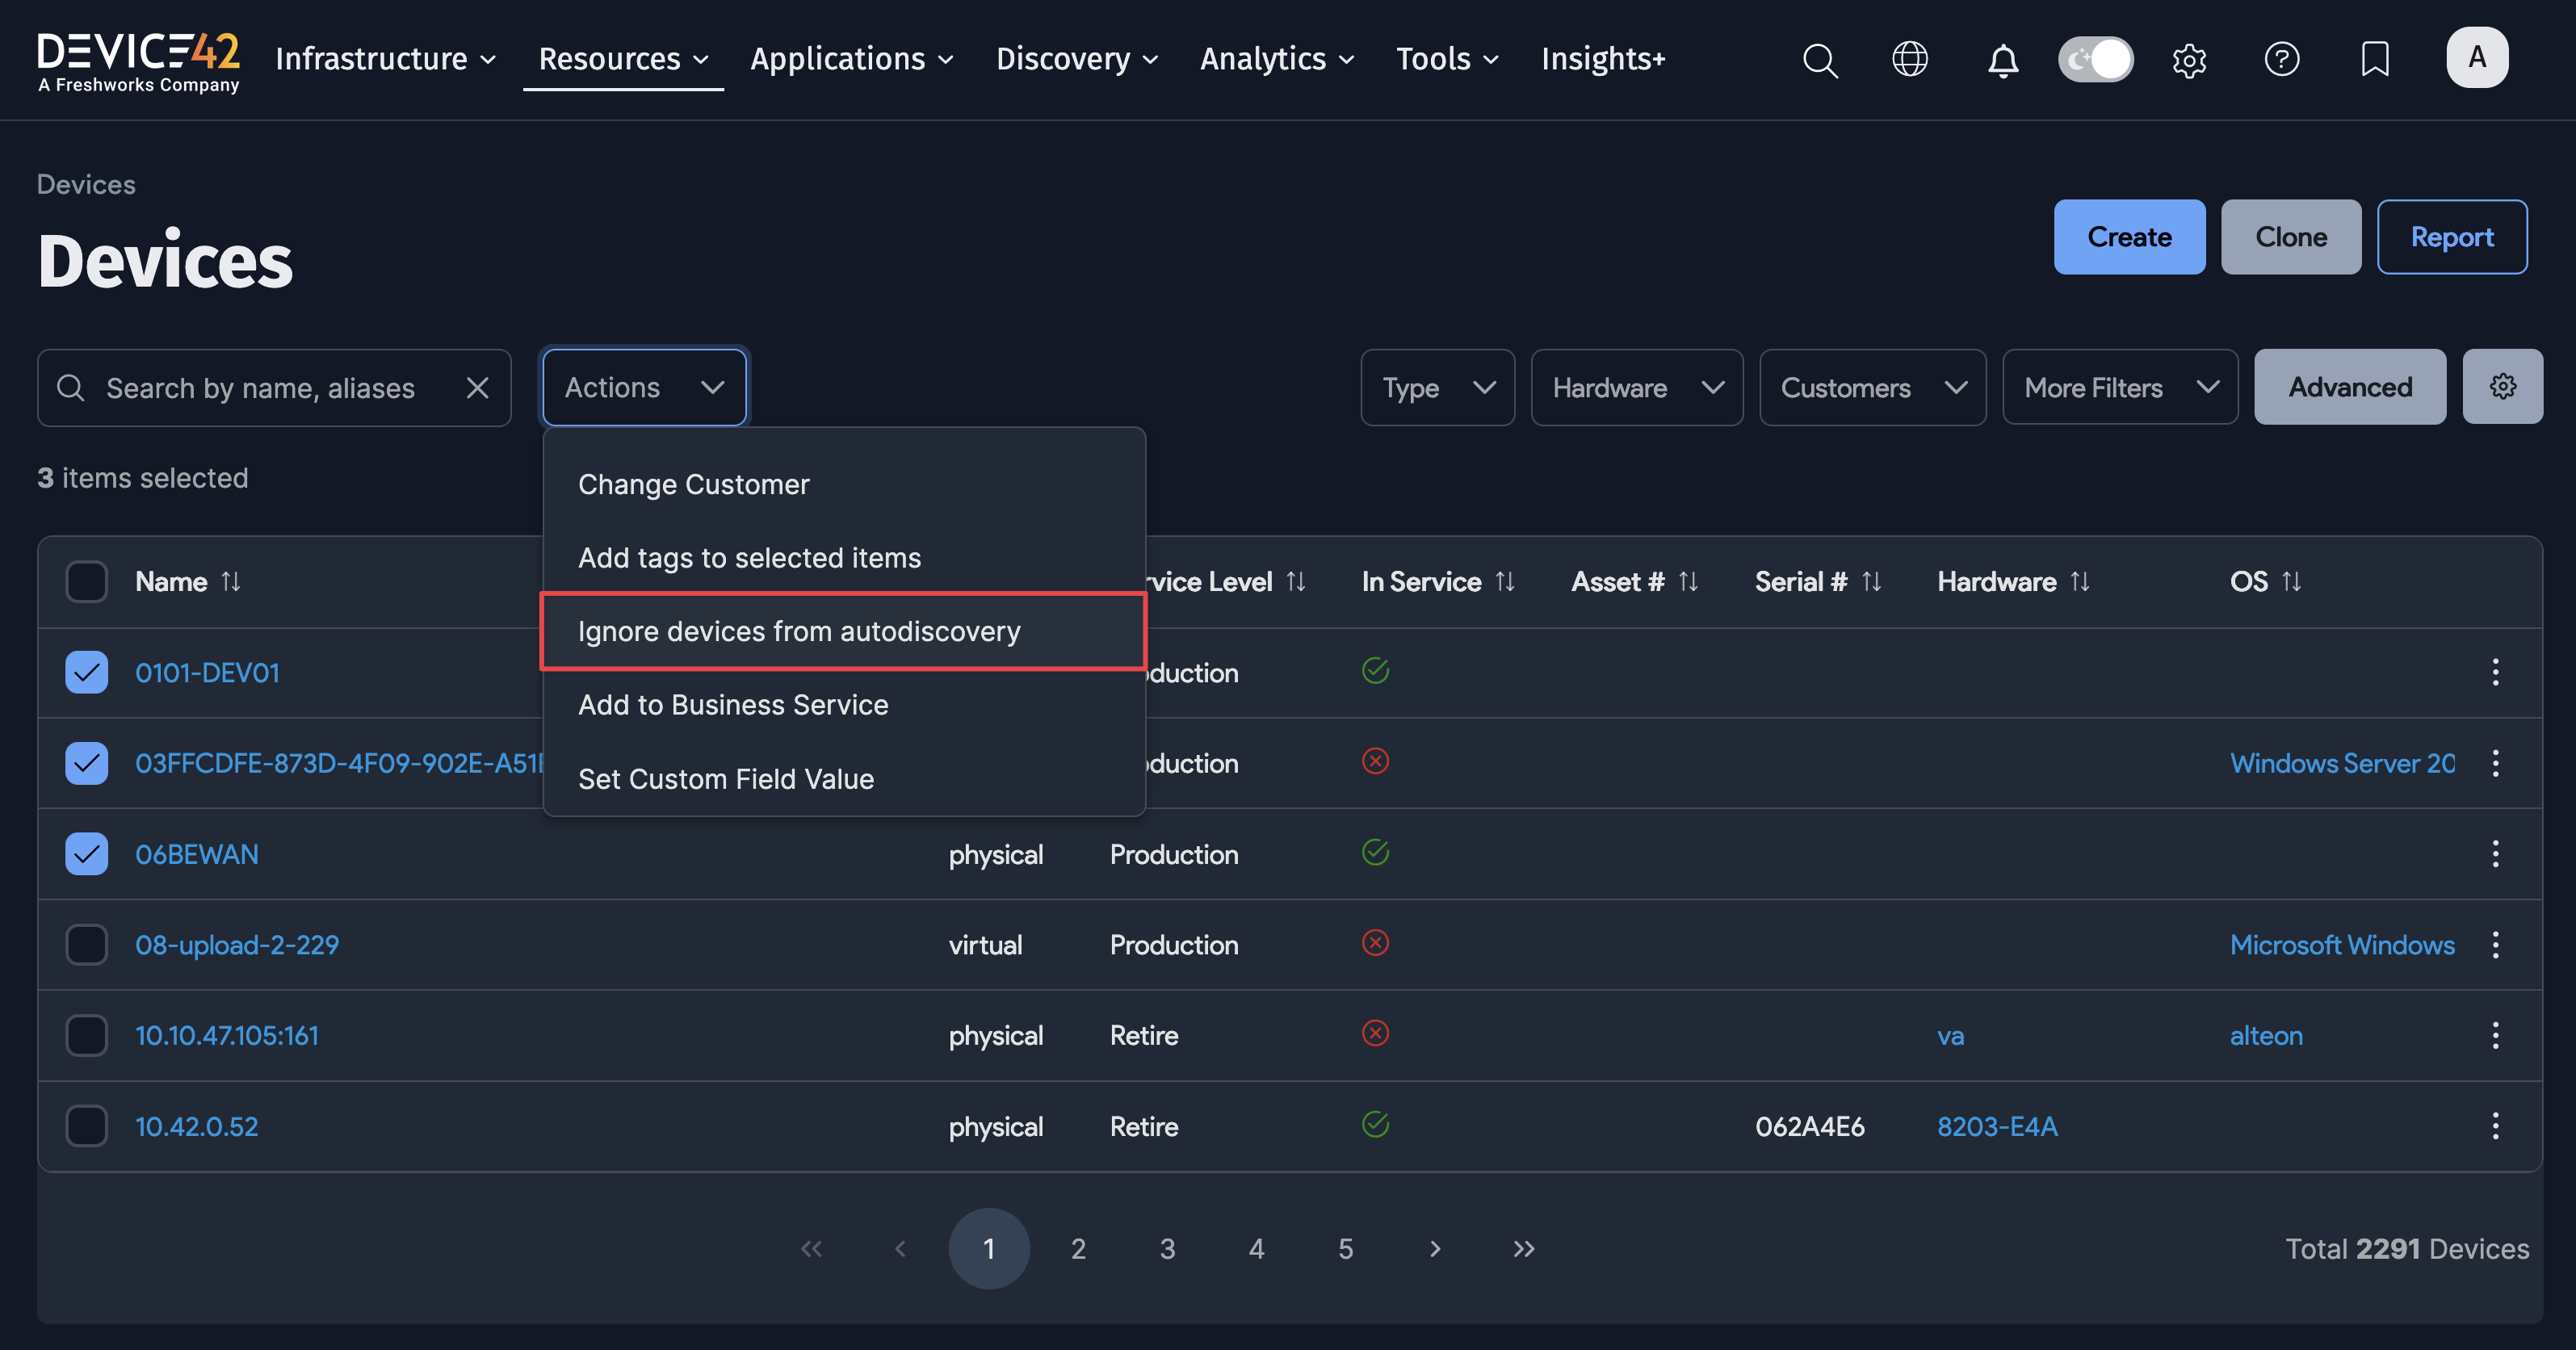 DEVICE42
A Freshworks Company
Infrastructure Resources Applications Discovery Analytics Tools Insights+
A
Devices
Devices
Create Clone Report
Search by name, aliases
Actions
Type Hardware Customers More Filters Advanced
3 items selected
Change Customer
Add tags to selected items
Ignore devices from autodiscovery
Add to Business Service
Set Custom Field Value
Name Level In Service Asset # Serial # Hardware OS
0101-DEV01
03FFCDFE-873D-4F09-902E-A51 Windows Server 20
06BEWAN physical Production
08-upload-2-229 virtual Production Microsoft Windows
10.10.47.105:161 physical Retire va alteon
10.42.0.52 physical Retire 062A4E6 8203-E4A
1 2 3 4 5
Total 2291 Devices